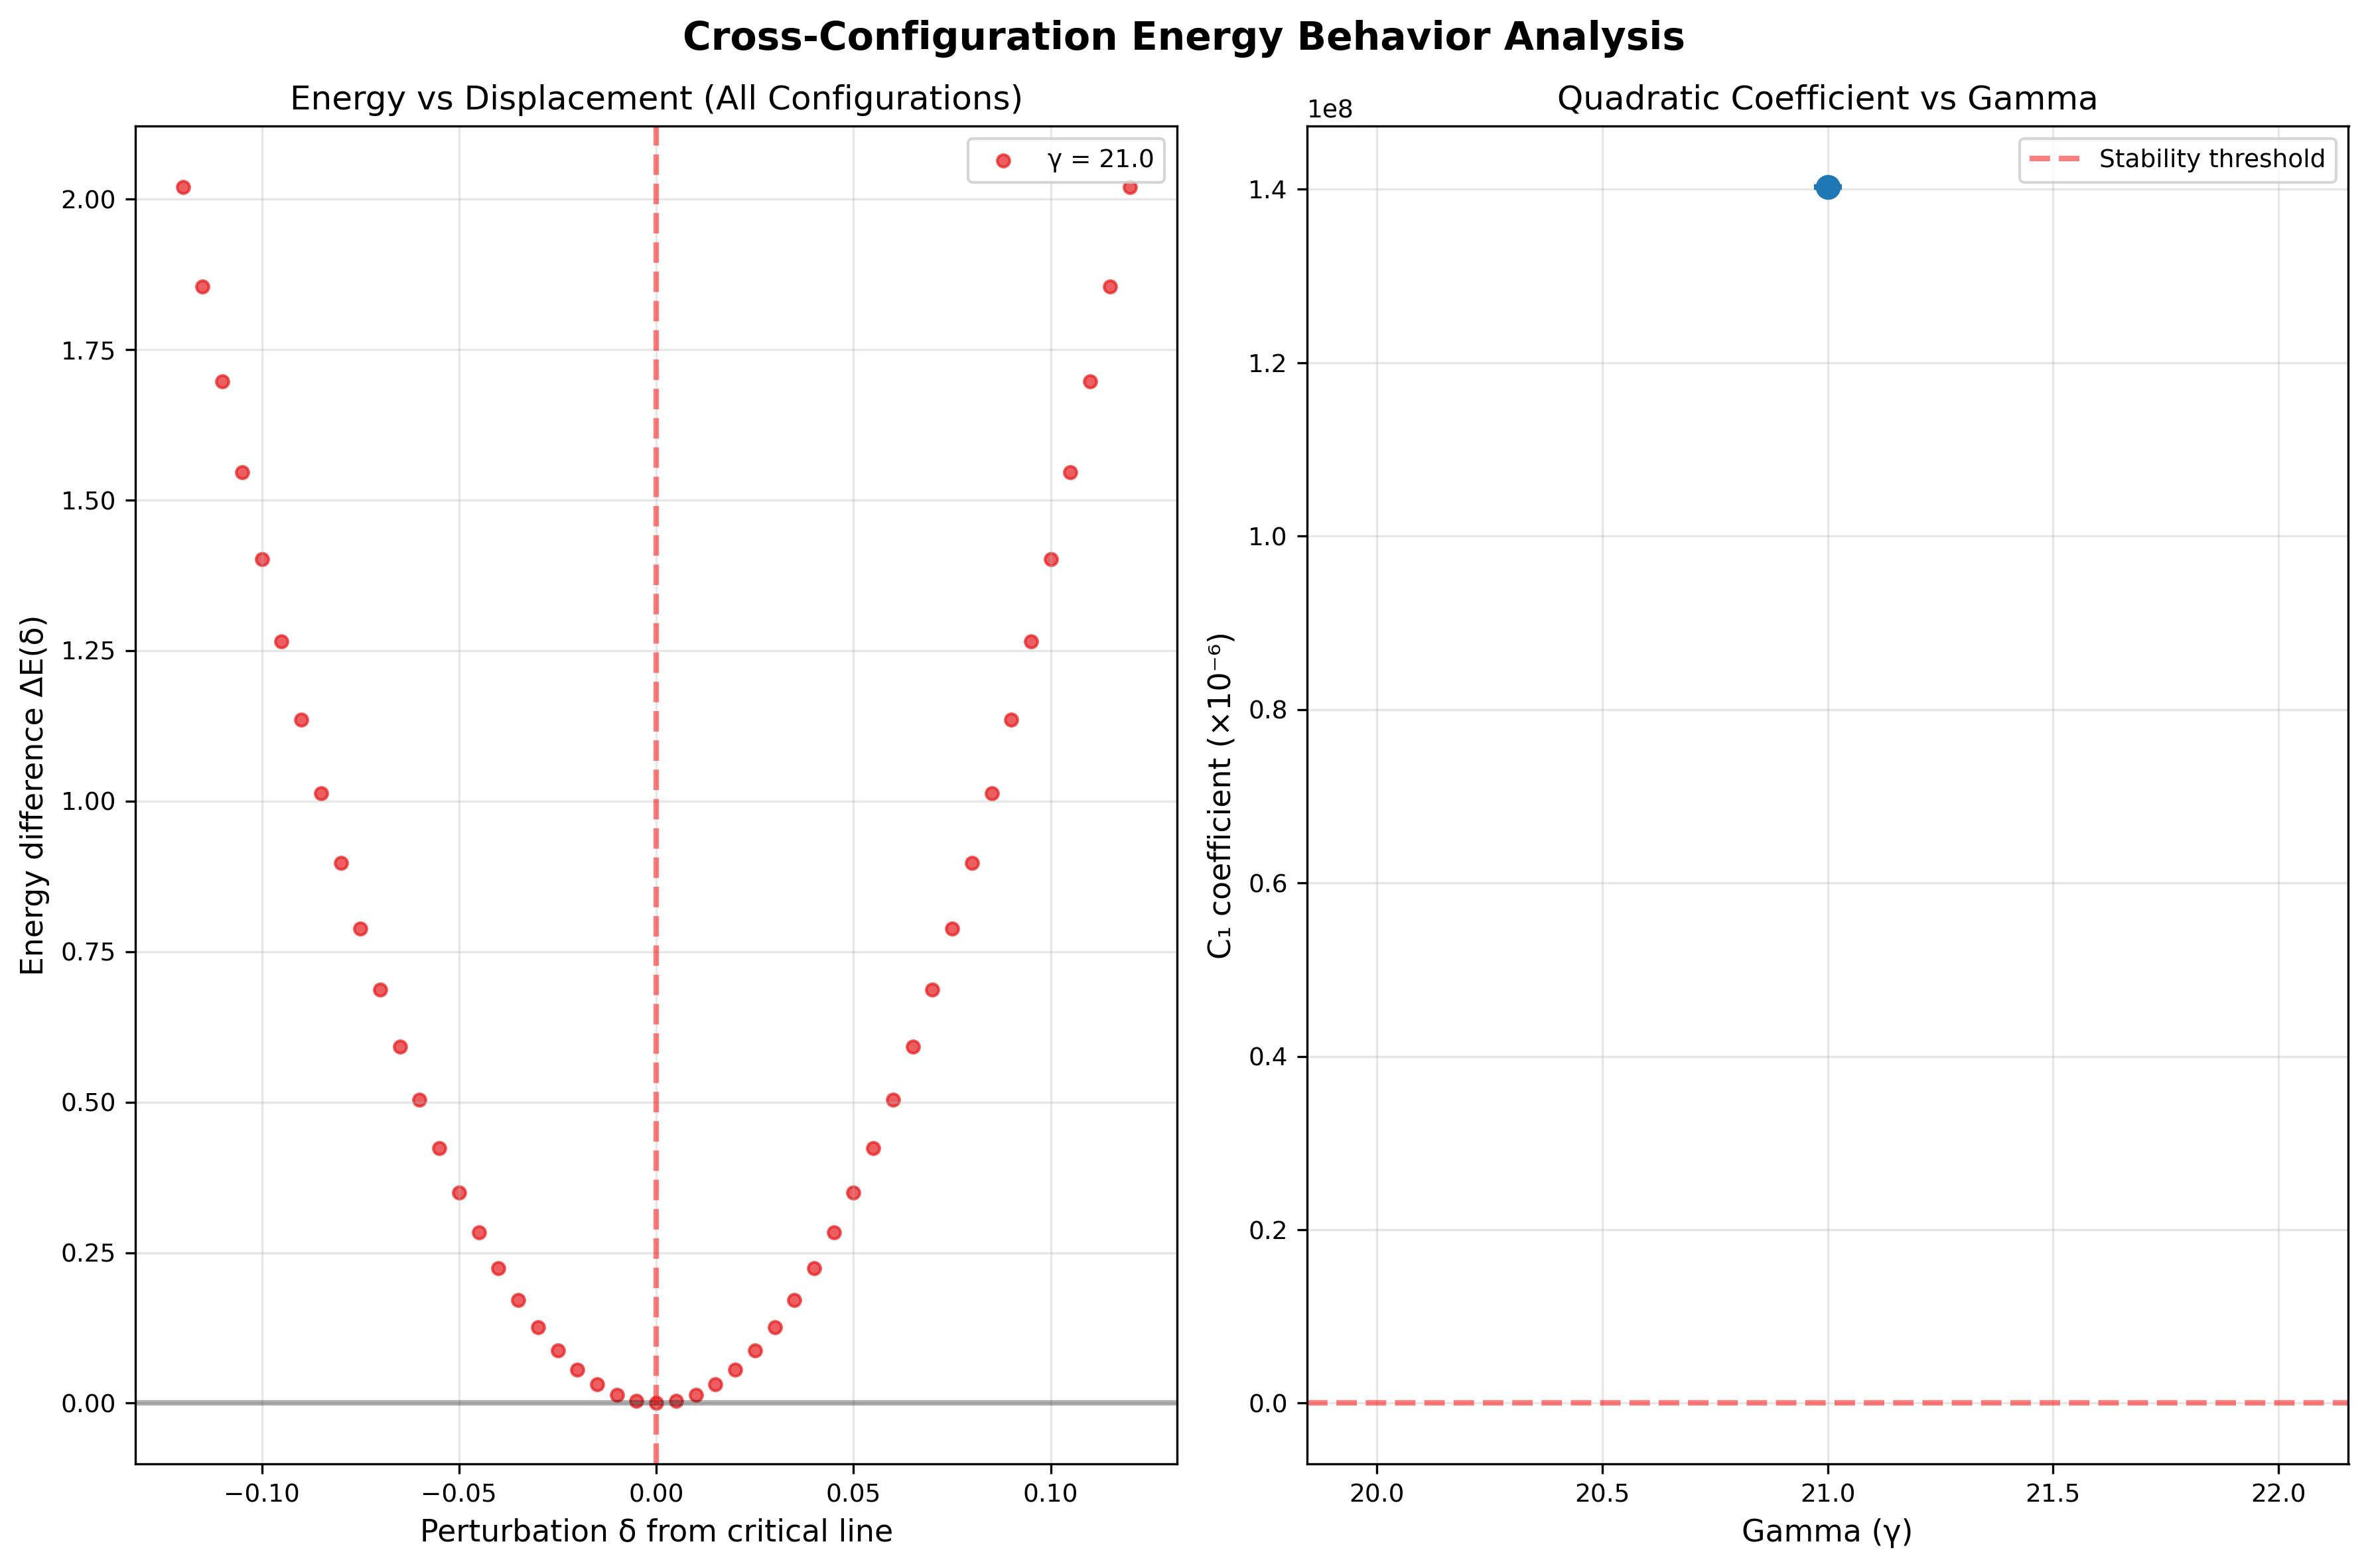 Cross-Configuration Energy Behavior Analysis
Energy vs Displacement (All Configurations)
γ = 21.0
2.00
1.75
1.50
1.25
1.00
0.75
0.50
0.25
0.00
Energy difference ΔE(δ)
−0.10 −0.05 0.00 0.05 0.10
Perturbation δ from critical line
Quadratic Coefficient vs Gamma
1e8
Stability threshold
1.4
1.2
1.0
0.8
0.6
0.4
0.2
0.0
C₁ coefficient (×10⁻⁶)
20.0 20.5 21.0 21.5 22.0
Gamma (γ)